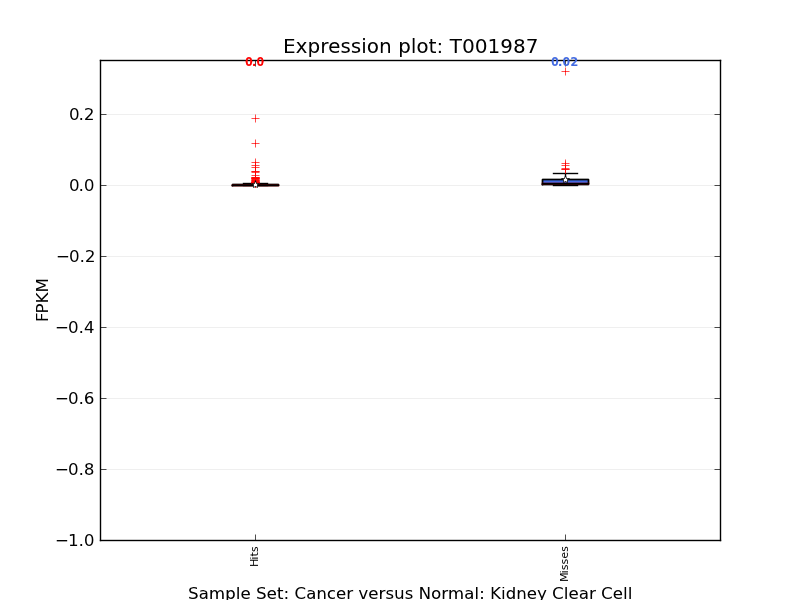 Expression plot: T001987
0.0
0.02
0.2
0.0
−0.2
−0.4
−0.6
−0.8
−1.0
FPKM
Hits
Misses
Sample Set: Cancer versus Normal: Kidney Clear Cell